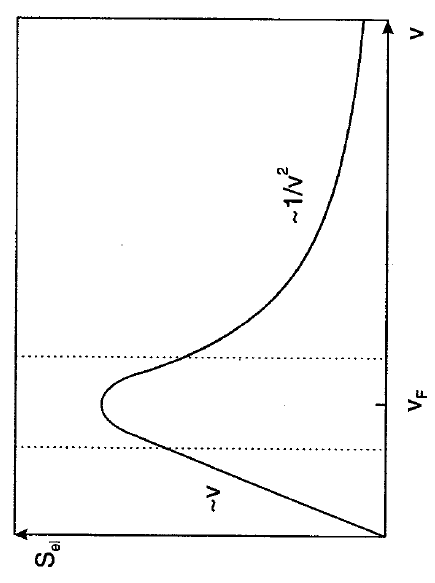 S_el
~v
~1/v²
v_F
v